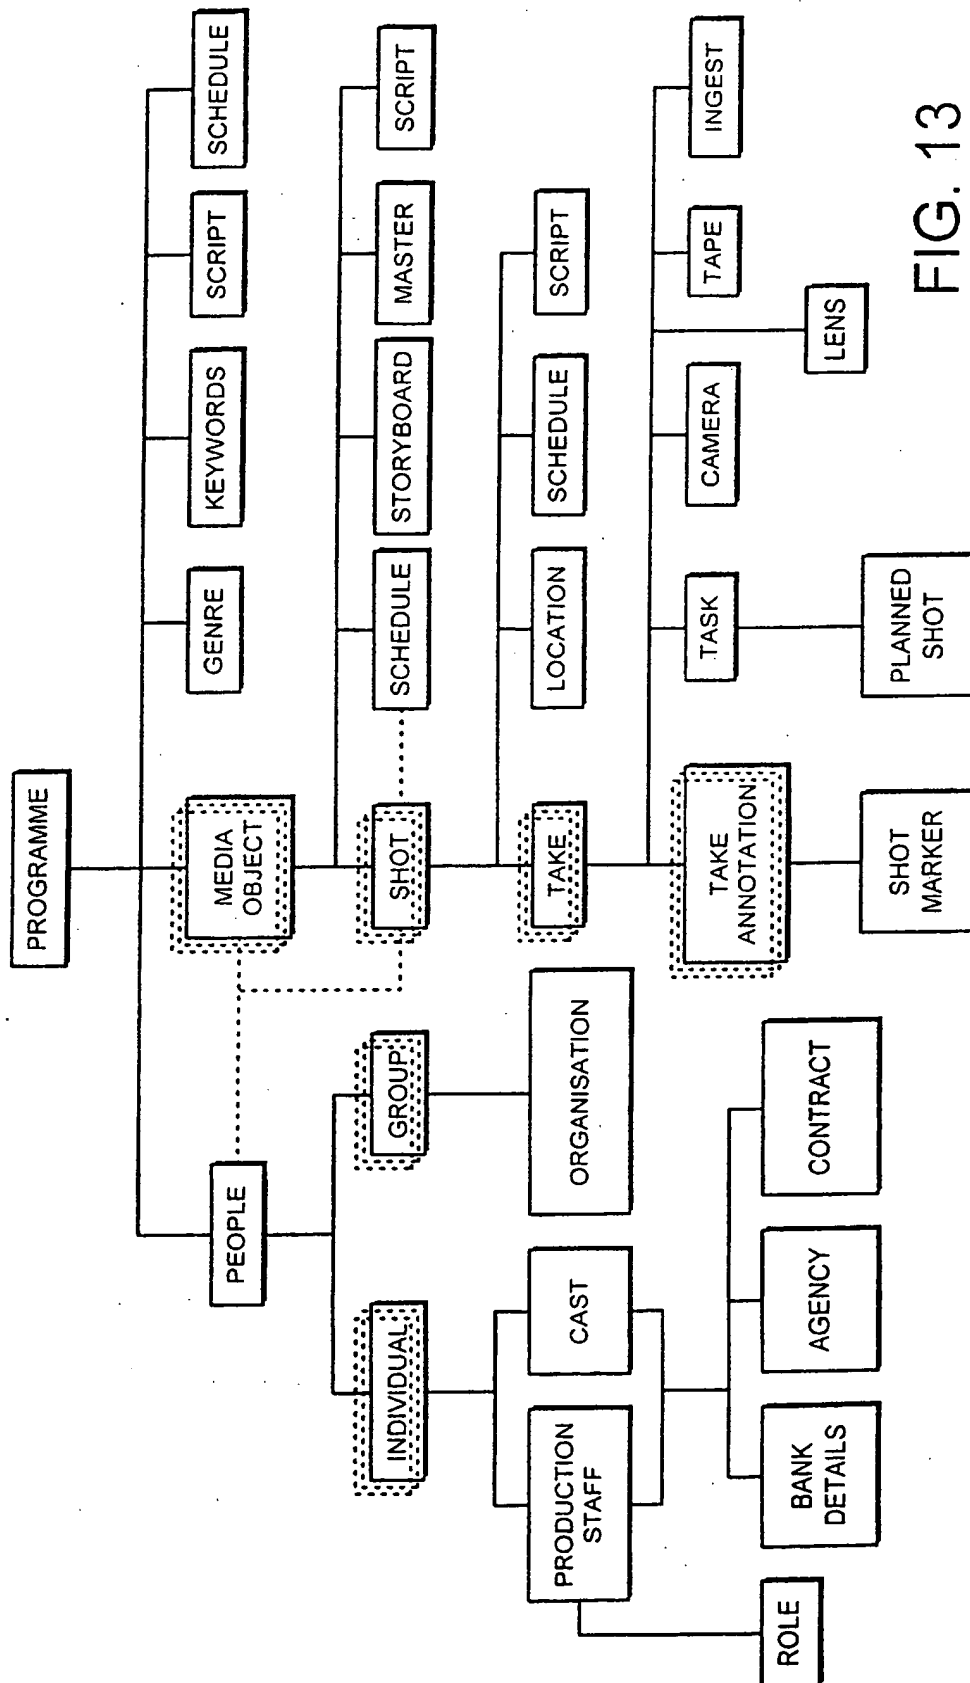 PROGRAMME
PEOPLE
MEDIA
OBJECT
GENRE
KEYWORDS
SCRIPT
SCHEDULE
INDIVIDUAL
GROUP
SHOT
SCHEDULE
STORYBOARD
MASTER
SCRIPT
PRODUCTION
STAFF
CAST
ORGANISATION
TAKE
LOCATION
SCHEDULE
SCRIPT
TAKE
ANNOTATION
TASK
CAMERA
TAPE
INGEST
ROLE
BANK
DETAILS
AGENCY
CONTRACT
LENS
SHOT
MARKER
PLANNED
SHOT
FIG. 13